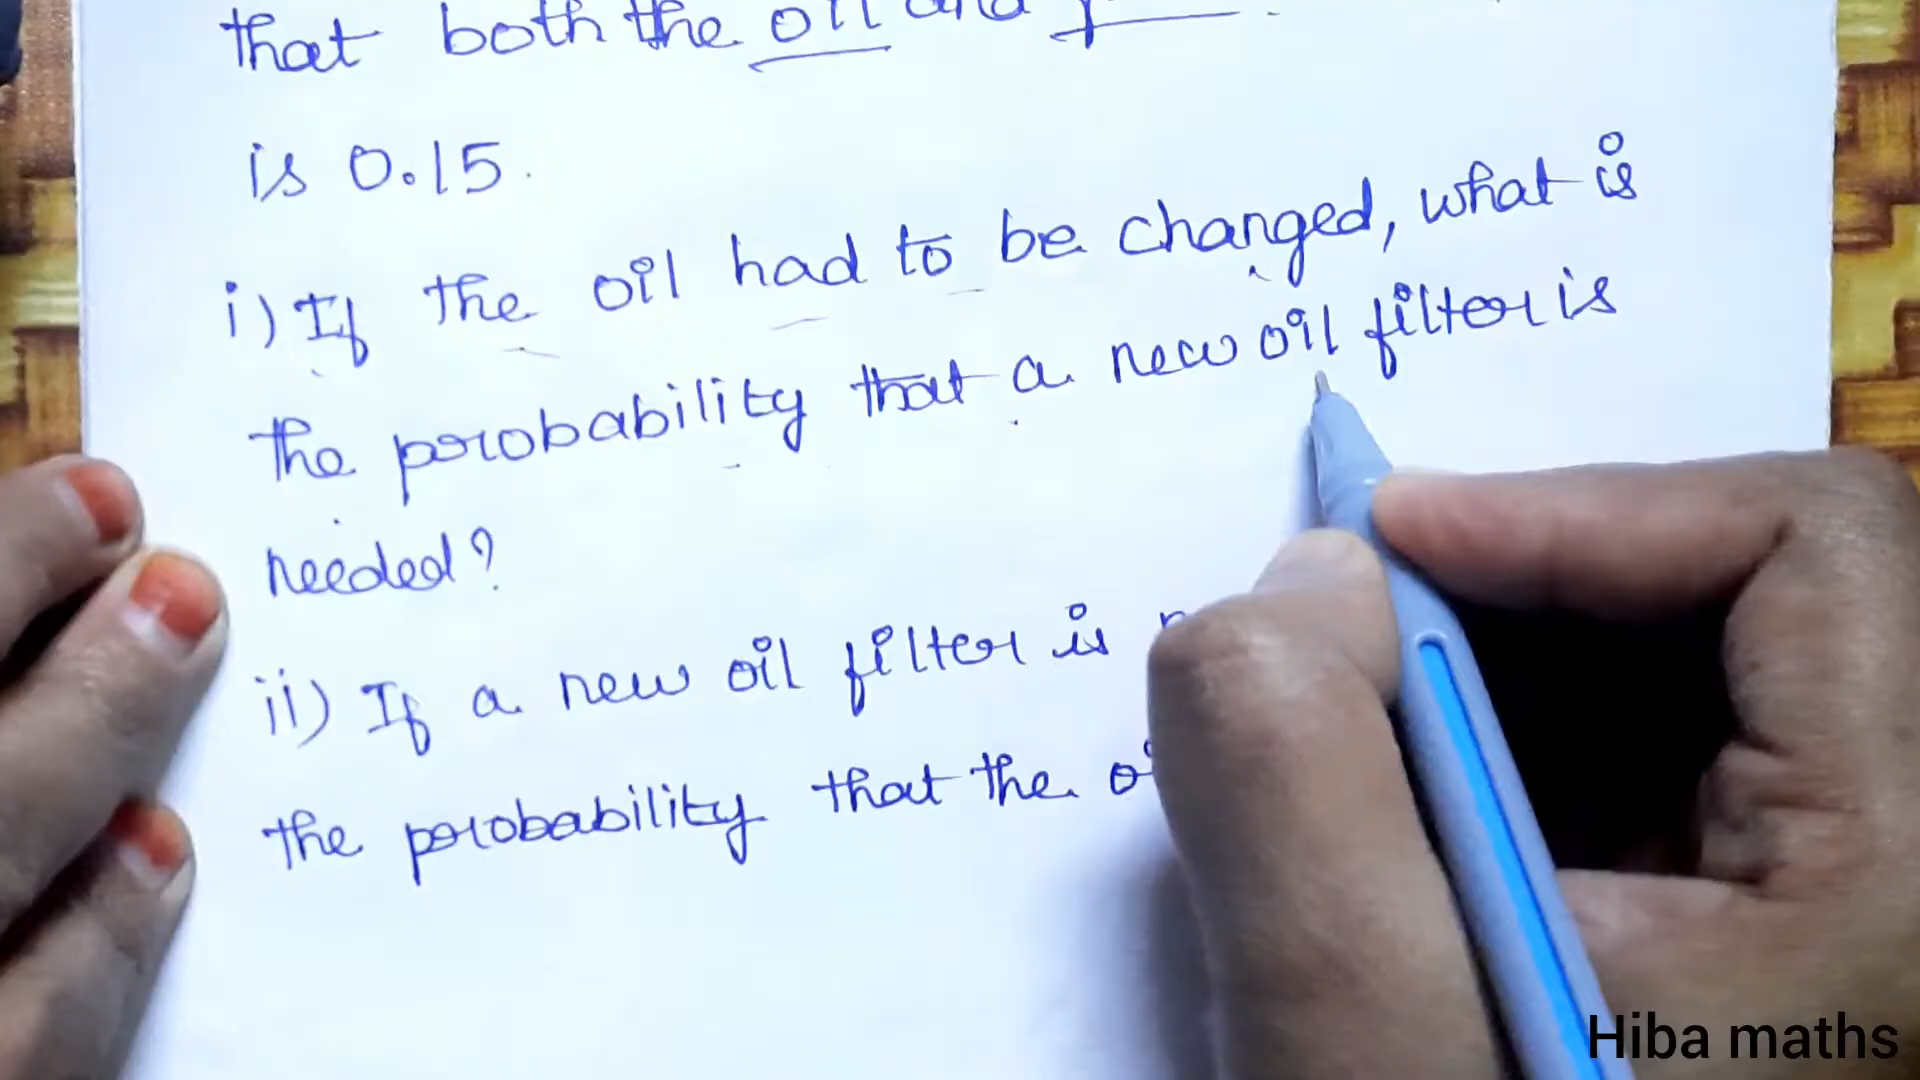 that both the oil and
is 0.15.
i) If the oil had to be changed, what is
the probability that a new oil filter is
needed?
ii) If a new oil filter is
the probability that the
Hiba maths